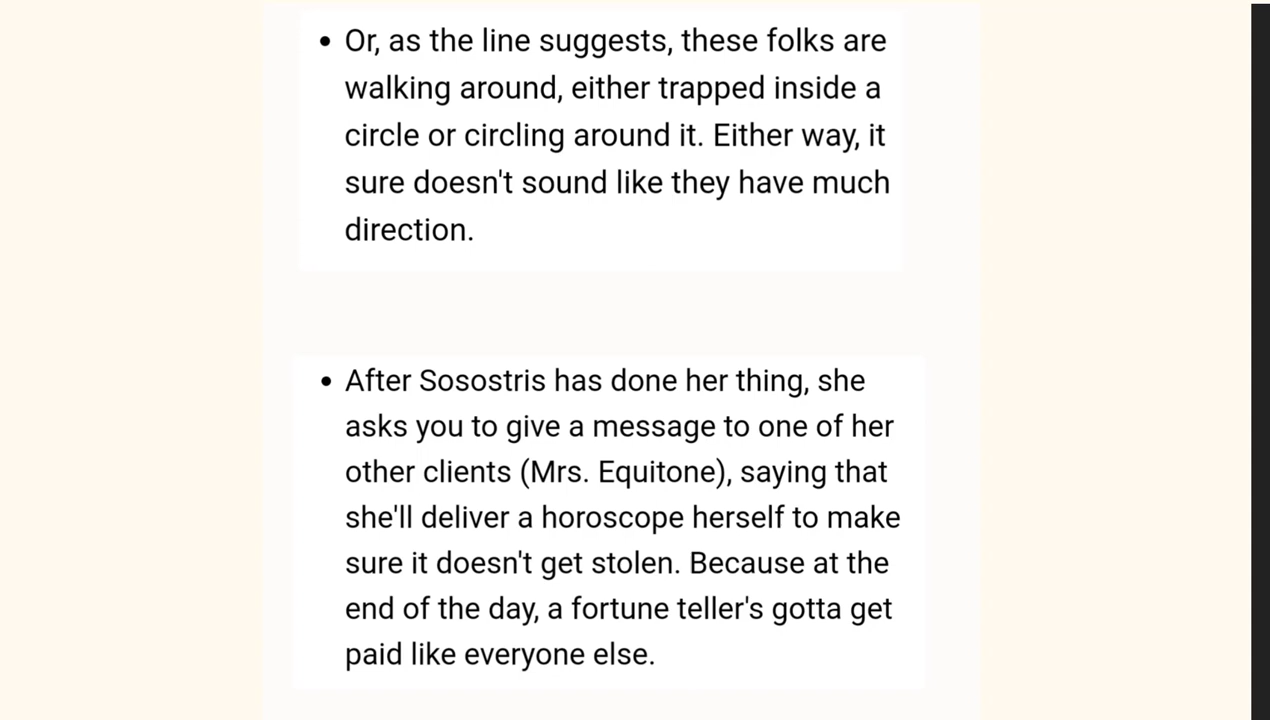 • Or, as the line suggests, these folks are
walking around, either trapped inside a
circle or circling around it. Either way, it
sure doesn't sound like they have much
direction.
• After Sosostris has done her thing, she
asks you to give a message to one of her
other clients (Mrs. Equitone), saying that
she'll deliver a horoscope herself to make
sure it doesn't get stolen. Because at the
end of the day, a fortune teller's gotta get
paid like everyone else.